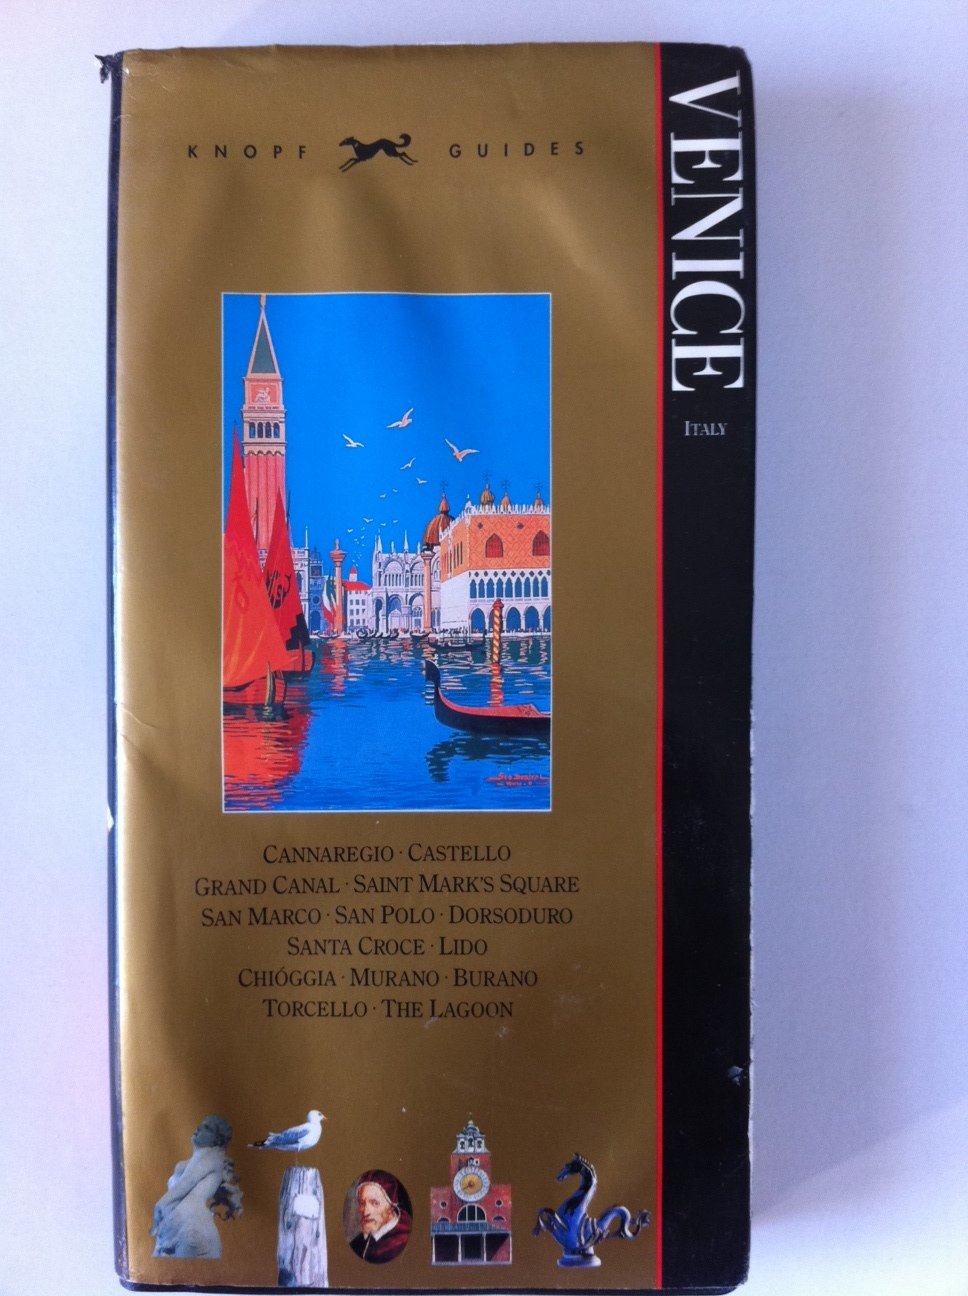 KNOPF GUIDES
VENICE
ITALY
CANNAREGIO · CASTELLO
GRAND CANAL · SAINT MARK'S SQUARE
SAN MARCO · SAN POLO · DORSODURO
SANTA CROCE · LIDO
CHIÓGGIA · MURANO · BURANO
TORCELLO · THE LAGOON